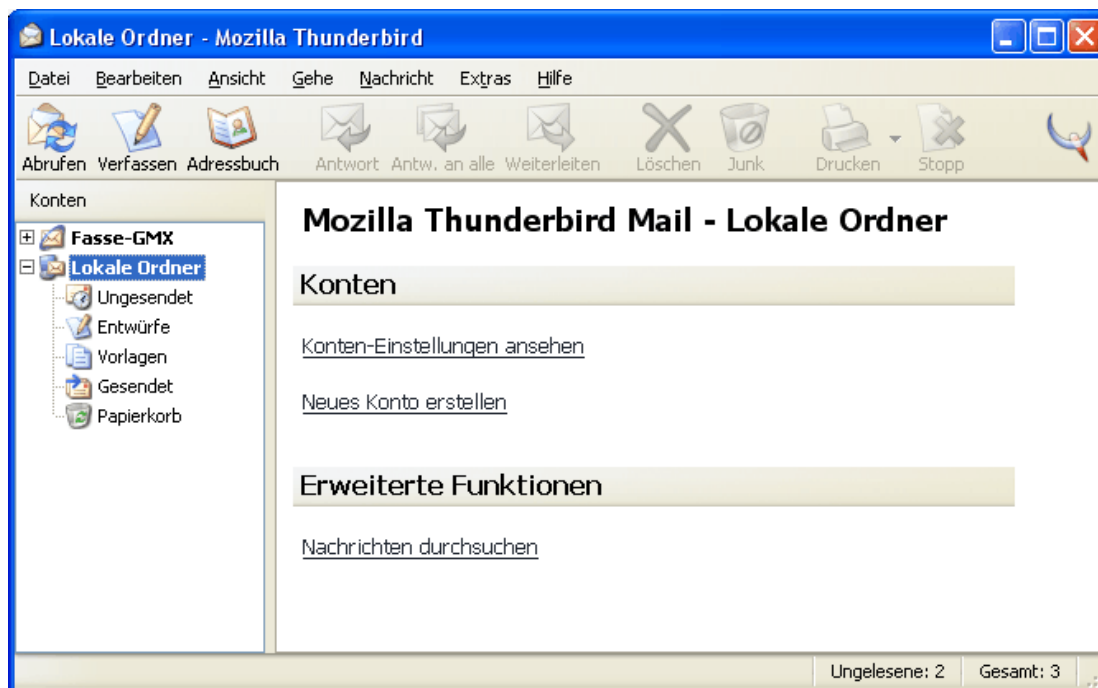 Lokale Ordner - Mozilla Thunderbird
Datei Bearbeiten Ansicht Gehe Nachricht Extras Hilfe
Abrufen Verfassen Adressbuch Antwort Antw. an alle Weiterleiten Löschen Junk Drucken Stopp
Konten
Fasse-GMX
Lokale Ordner
Ungesendet
Entwürfe
Vorlagen
Gesendet
Papierkorb
Mozilla Thunderbird Mail - Lokale Ordner
Konten
Konten-Einstellungen ansehen
Neues Konto erstellen
Erweiterte Funktionen
Nachrichten durchsuchen
Ungelesene: 2 Gesamt: 3